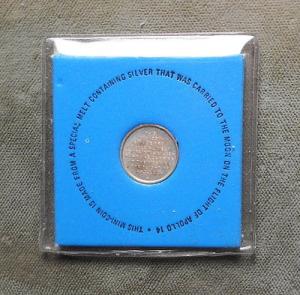 THIS MINI-COIN IS MADE FROM A SPECIAL MELT CONTAINING SILVER THAT WAS CARRIED TO THE MOON ON THE FLIGHT OF APOLLO 14 •